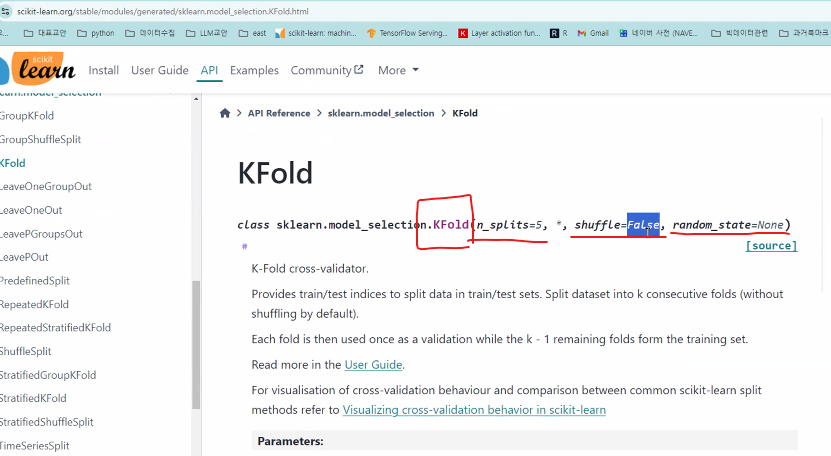 scikit-learn.org/stable/modules/generated/sklearn.model_selection.KFold.html
대표교안 python 데이터수집 LLM교안 east scikit-learn: machin... TensorFlow Serving... Layer activation fun... R Gmail 네이버 사전 (NAVE... 빅데이터관련 과거북마크
scikit
learn
Install User Guide API Examples Community More
sklearn.model_selection
GroupKFold
GroupShuffleSplit
KFold
LeaveOneGroupOut
LeaveOneOut
LeavePGroupsOut
LeavePOut
PredefinedSplit
RepeatedKFold
RepeatedStratifiedKFold
ShuffleSplit
StratifiedGroupKFold
StratifiedKFold
StratifiedShuffleSplit
TimeSeriesSplit
API Reference > sklearn.model_selection > KFold
KFold
class sklearn.model_selection.KFold(n_splits=5, *, shuffle=False, random_state=None)
# [source]
K-Fold cross-validator.
Provides train/test indices to split data in train/test sets. Split dataset into k consecutive folds (without
shuffling by default).
Each fold is then used once as a validation while the k - 1 remaining folds form the training set.
Read more in the User Guide.
For visualisation of cross-validation behaviour and comparison between common scikit-learn split
methods refer to Visualizing cross-validation behavior in scikit-learn
Parameters: